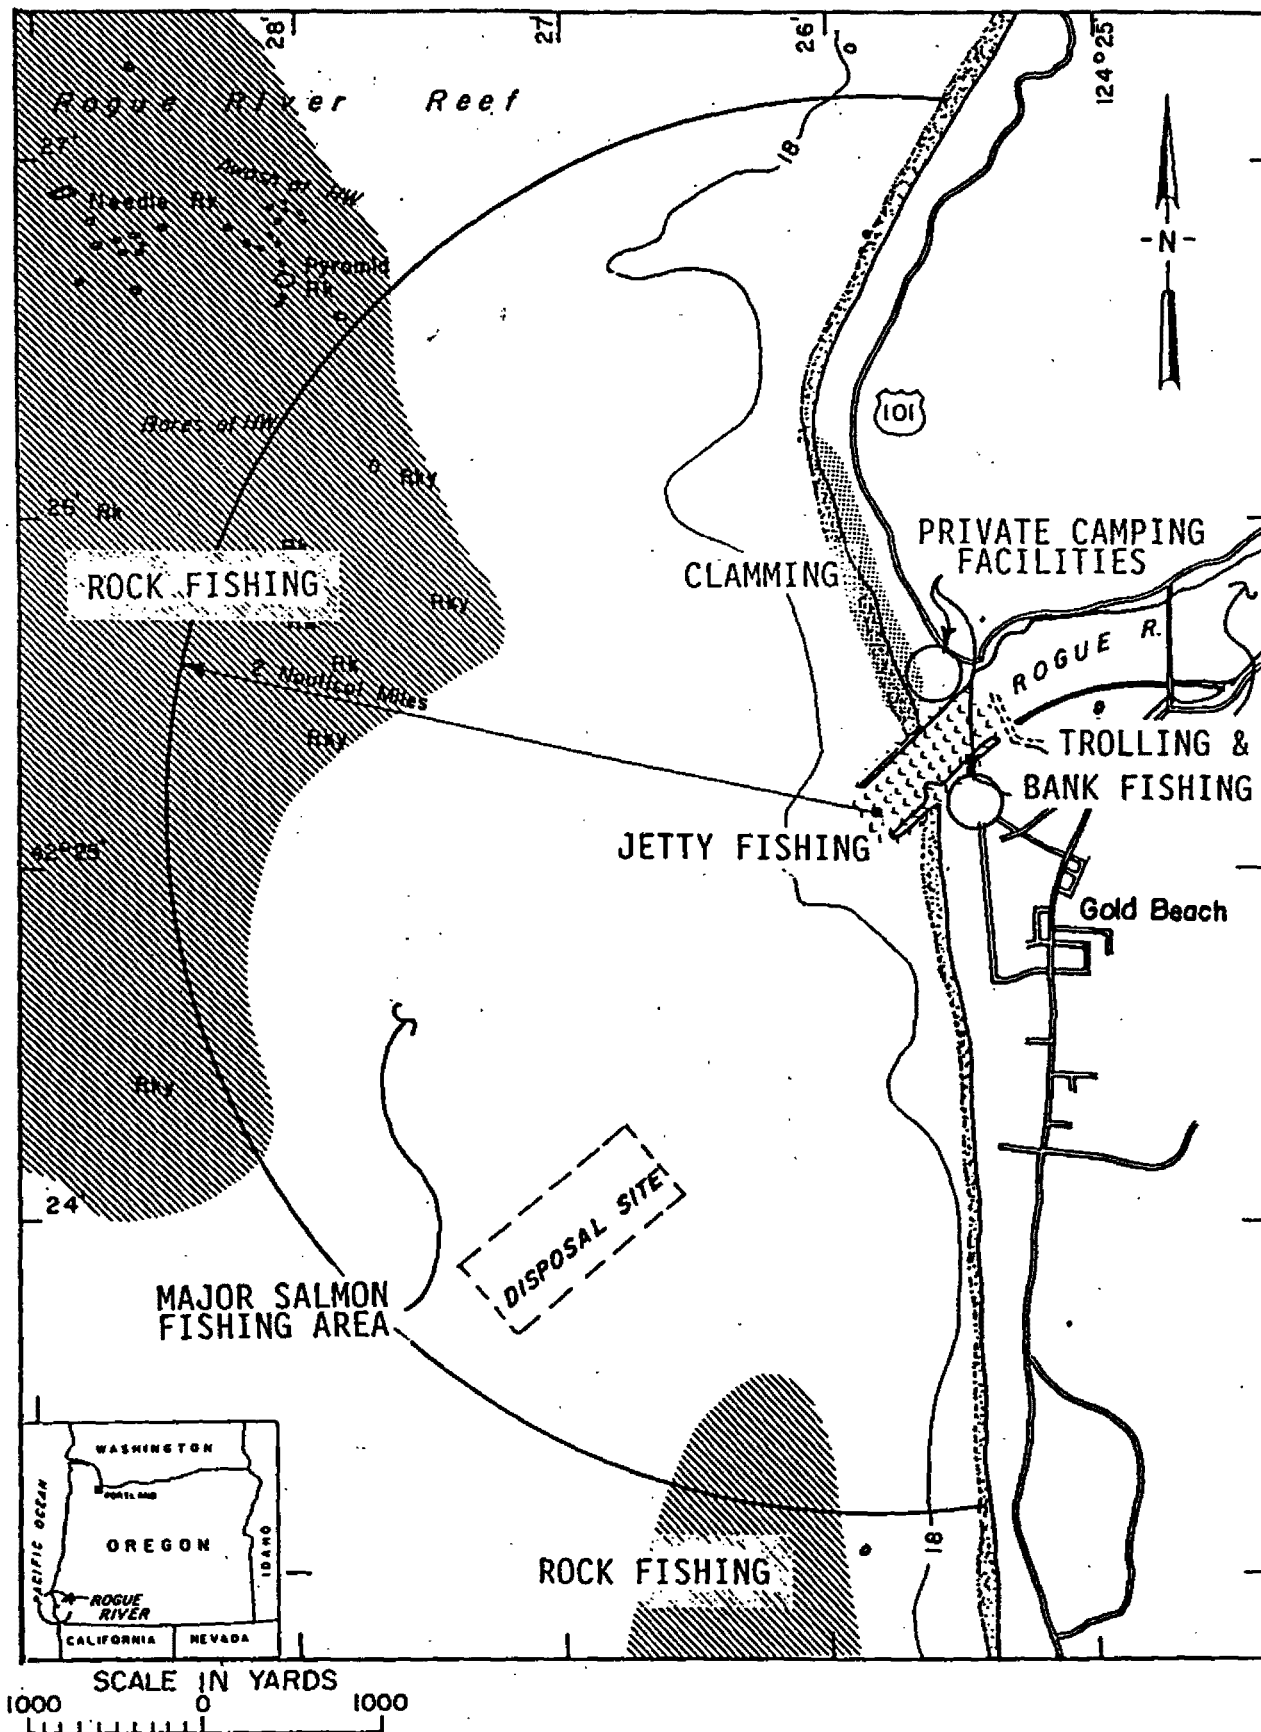 28'
27'
26'
124° 25'
Rogue River Reef
27'
18
Awash at HW
Needle Rk
-N-
Pyramid
Rk
101
Bares at HW
Rky
Rk
PRIVATE CAMPING
FACILITIES
ROCK FISHING
CLAMMING
Rky
ROGUE R.
Rk
2 Nautical Miles
Rky
TROLLING &
BANK FISHING
JETTY FISHING
42° 25'
Gold Beach
Rky
24'
DISPOSAL SITE
MAJOR SALMON
FISHING AREA
WASHINGTON
PORTLAND
PACIFIC OCEAN
OREGON
IDAHO
18
ROCK FISHING
ROGUE
RIVER
CALIFORNIA
NEVADA
SCALE IN YARDS
1000 0 1000